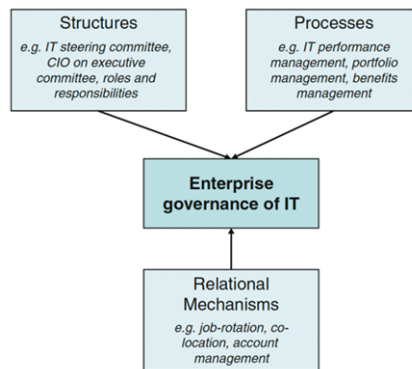 Structures
e.g. IT steering committee,
CIO on executive
committee, roles and
responsibilities
Processes
e.g. IT performance
management, portfolio
management, benefits
management
Enterprise
governance of IT
Relational
Mechanisms
e.g. job-rotation, co-
location, account
management